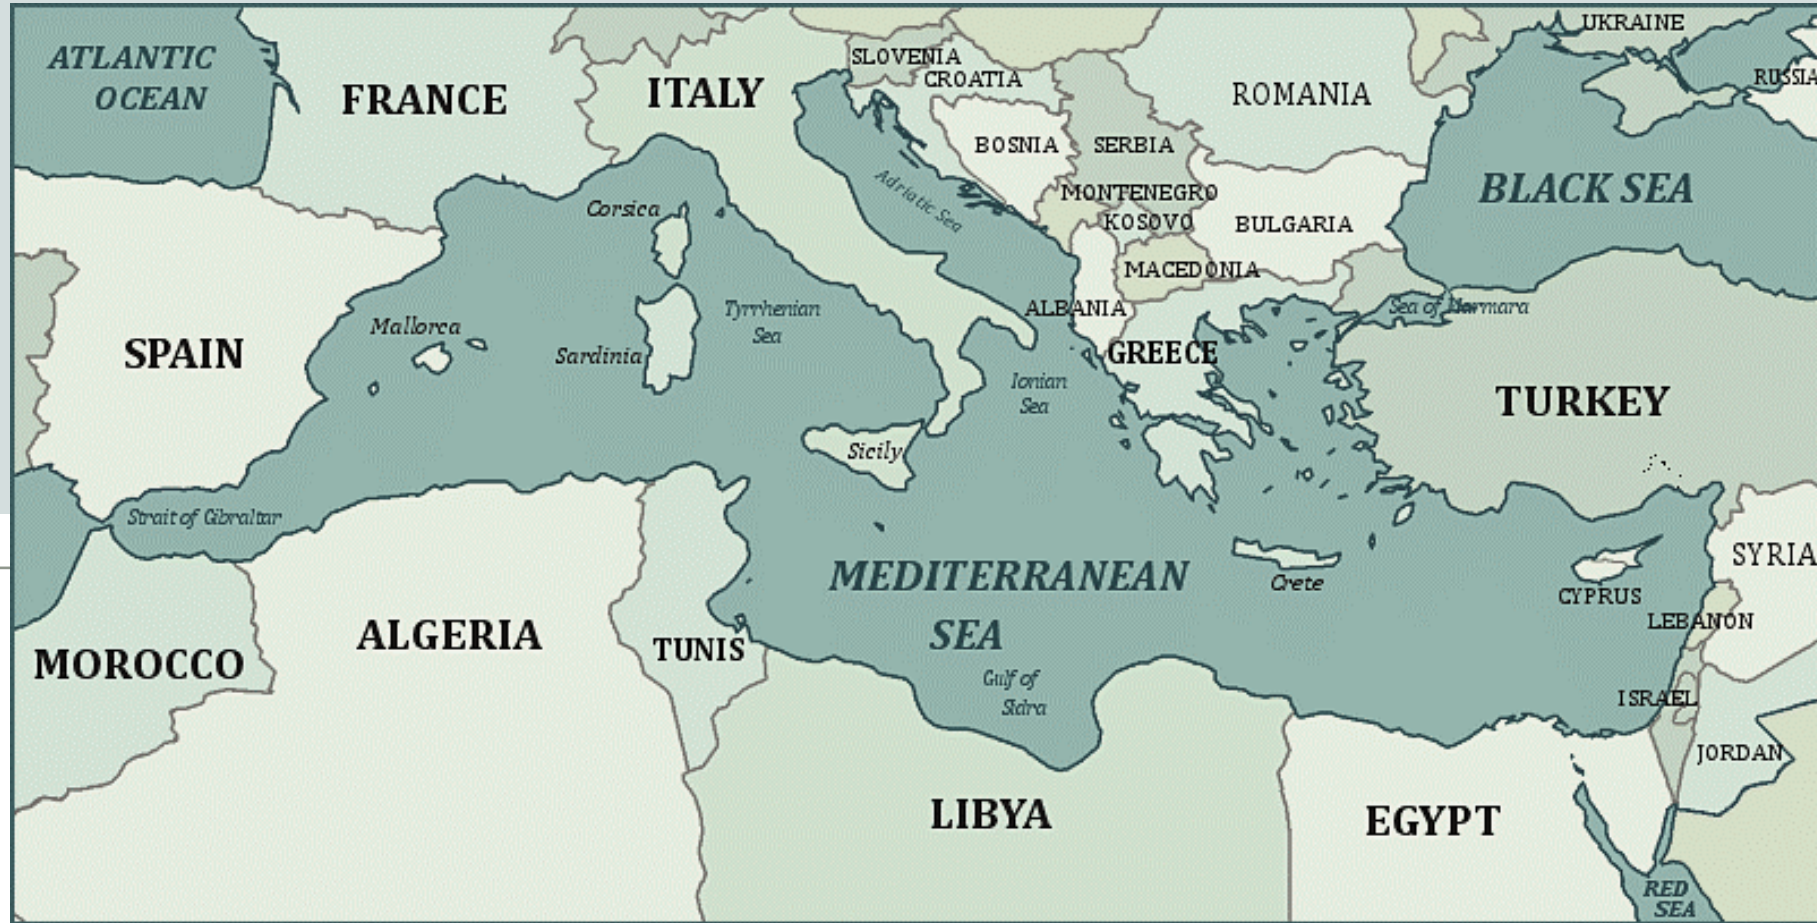 ATLANTIC
OCEAN
FRANCE
ITALY
SLOVENIA
CROATIA
BOSNIA
SERBIA
ROMANIA
UKRAINE
RUSSIA
BLACK SEA
MONTENEGRO
KOSOVO
BULGARIA
MACEDONIA
ALBANIA
GREECE
Adriatic Sea
Corsica
Tyrrhenian
Sea
Sardinia
Mallorca
SPAIN
Ionian
Sea
Sea of Marmara
TURKEY
Sicily
Strait of Gibraltar
MEDITERRANEAN
SEA
Crete
CYPRUS
SYRIA
LEBANON
ISRAEL
JORDAN
MOROCCO
ALGERIA
TUNIS
Gulf of
Sidra
LIBYA
EGYPT
RED
SEA